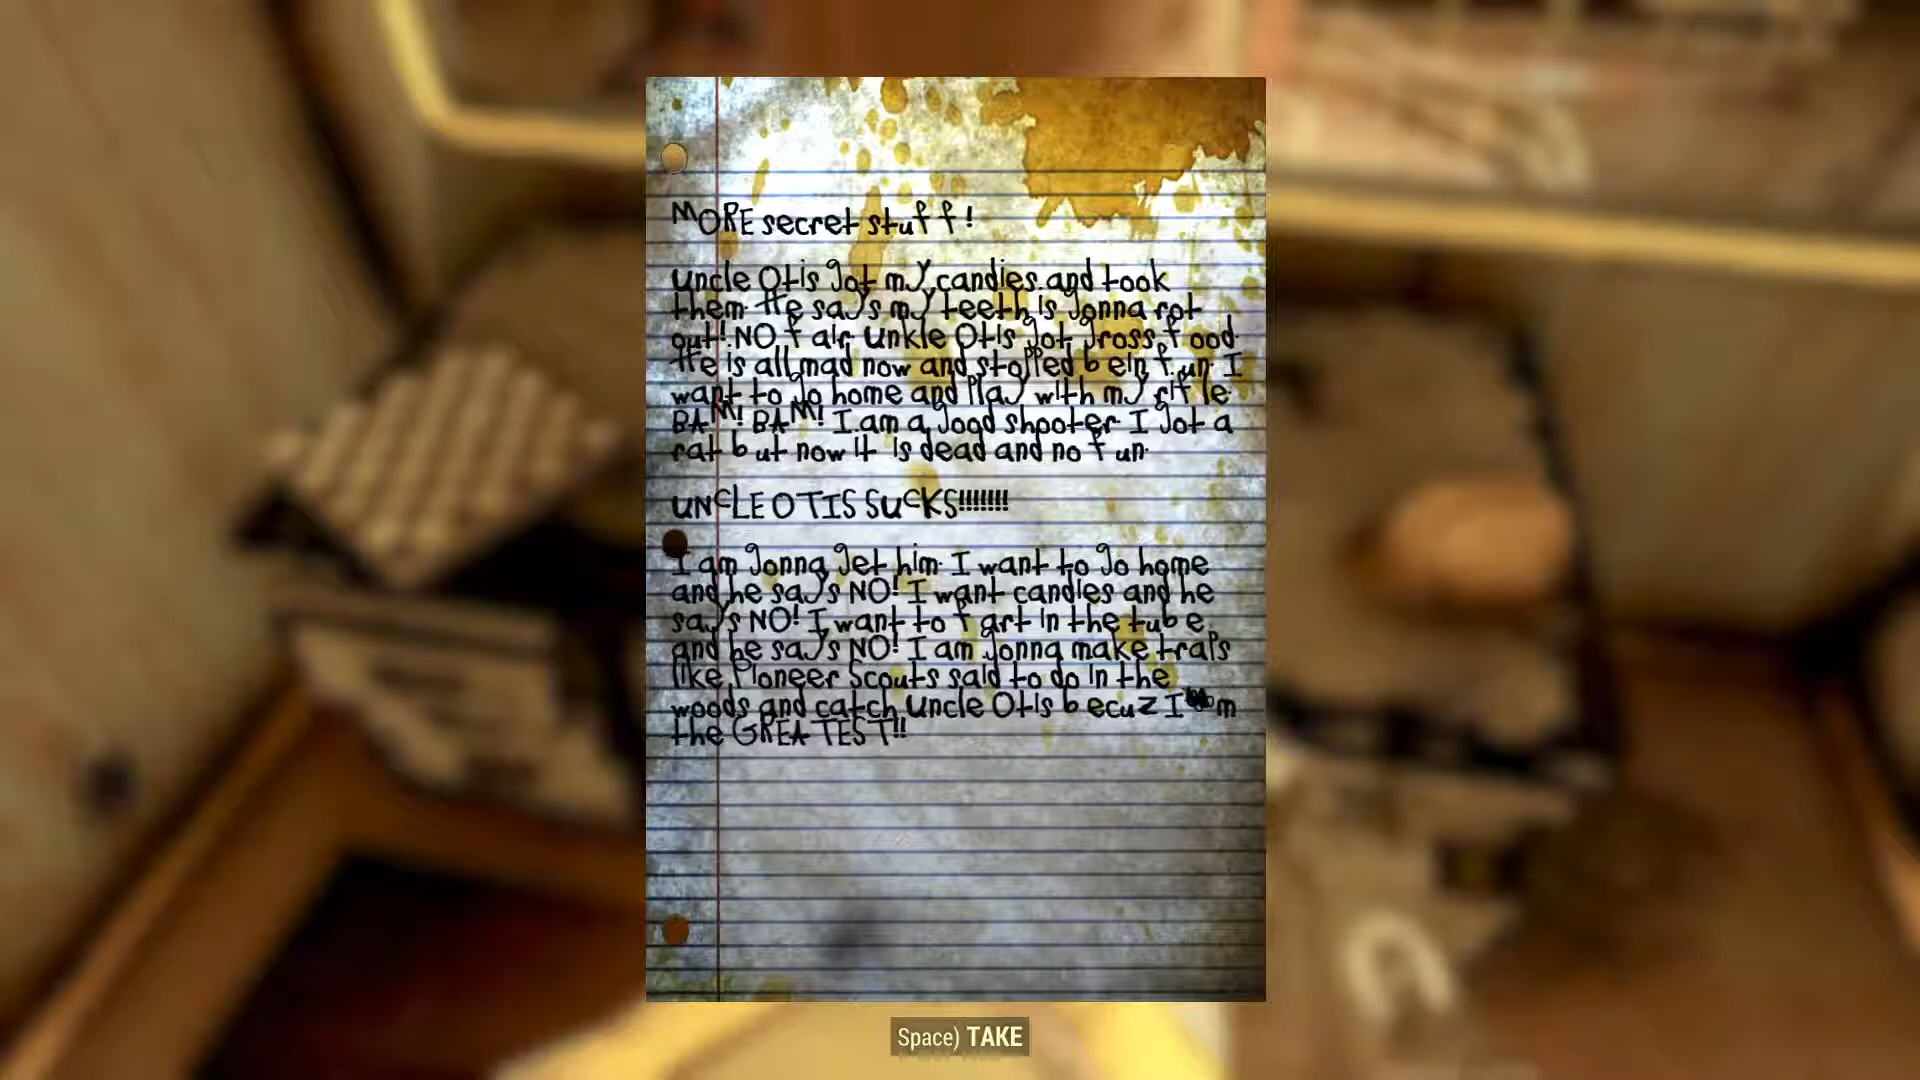 MORE secret stuff!
Uncle Otis got my candies and took
them. He says my teeth is gonna rot
out! NO fair. Unkle Otis got gross food.
He is all mad now and stopped bein fun. I
want to go home and play with my rifle.
BAM! BAM! I am a good shooter. I got a
rat but now it is dead and no fun.
UNCLE OTIS SUCKS!!!!!!!
I am gonna get him. I want to go home
and he says NO! I want candies and he
says NO! I want to fart in the tube
and he says NO! I am gonna make traps
like Pioneer Scouts said to do in the
woods and catch Uncle Otis becuz I m
the GREATEST!!
Space) TAKE